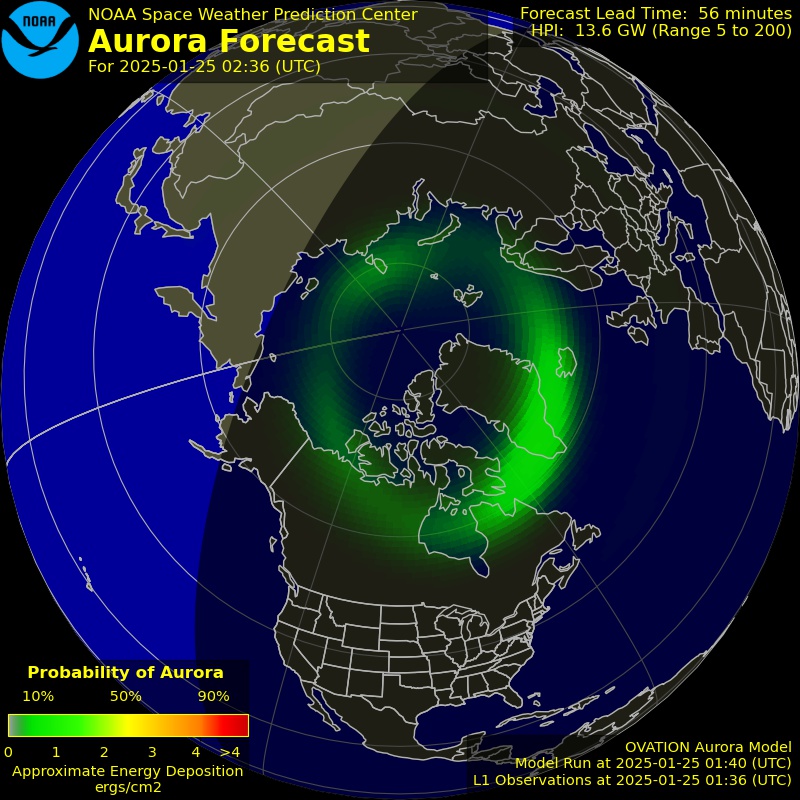 NOAA
NOAA Space Weather Prediction Center
Aurora Forecast
For 2025-01-25 02:36 (UTC)
Forecast Lead Time: 56 minutes
HPI: 13.6 GW (Range 5 to 200)
Probability of Aurora
10% 50% 90%
0 1 2 3 4 >4
Approximate Energy Deposition
ergs/cm2
OVATION Aurora Model
Model Run at 2025-01-25 01:40 (UTC)
L1 Observations at 2025-01-25 01:36 (UTC)